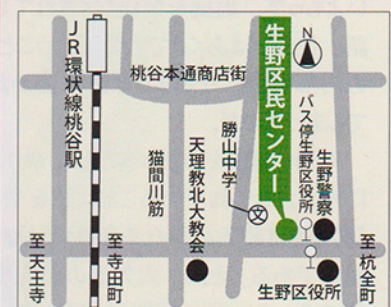 JR環状線桃谷駅
桃谷本通商店街
生野区民センター
N
バス停生野区役所
生野警察
勝山中学
文
天理教北大教会
猫間川筋
至天王寺
至寺田町
生野区役所
至杭全町